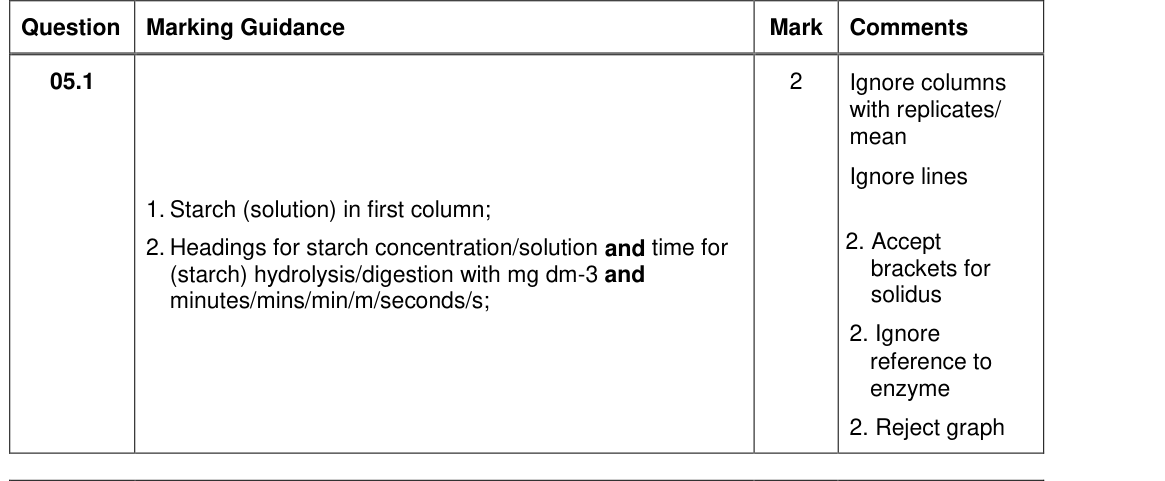 Question Marking Guidance Mark Comments
05.1 2 Ignore columns
with replicates/
mean
Ignore lines
1. Starch (solution) in first column;
2. Headings for starch concentration/solution and time for
(starch) hydrolysis/digestion with mg dm-3 and
minutes/mins/min/m/seconds/s;
2. Accept
brackets for
solidus
2. Ignore
reference to
enzyme
2. Reject graph